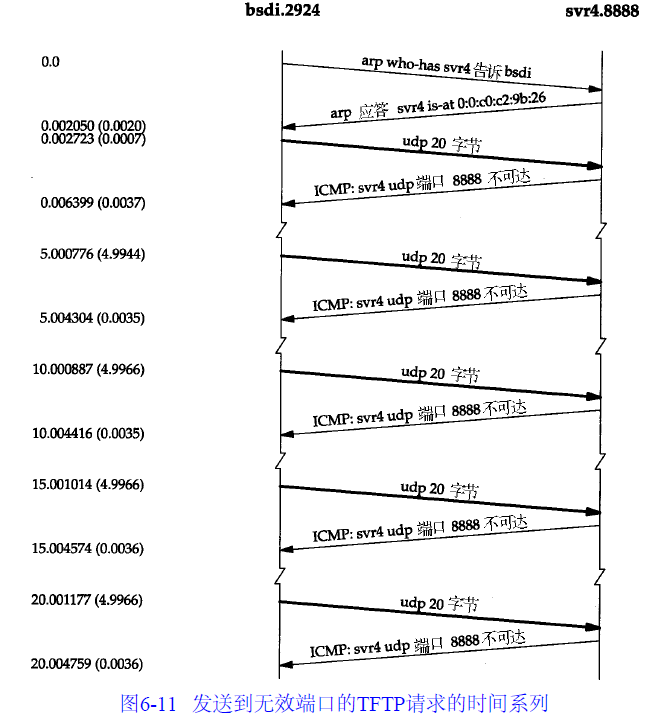 bsdi.2924 svr4.8888
0.0
arp who-has svr4 告诉 bsdi
arp 应答 svr4 is-at 0:0:c0:c2:9b:26
0.002050 (0.0020)
0.002723 (0.0007)
udp 20 字节
ICMP: svr4 udp 端口 8888 不可达
0.006399 (0.0037)
5.000776 (4.9944)
udp 20 字节
ICMP: svr4 udp 端口 8888 不可达
5.004304 (0.0035)
10.000887 (4.9966)
udp 20 字节
ICMP: svr4 udp 端口 8888 不可达
10.004416 (0.0035)
15.001014 (4.9966)
udp 20 字节
ICMP: svr4 udp 端口 8888 不可达
15.004574 (0.0036)
20.001177 (4.9966)
udp 20 字节
ICMP: svr4 udp 端口 8888 不可达
20.004759 (0.0036)
图6-11 发送到无效端口的TFTP请求的时间系列